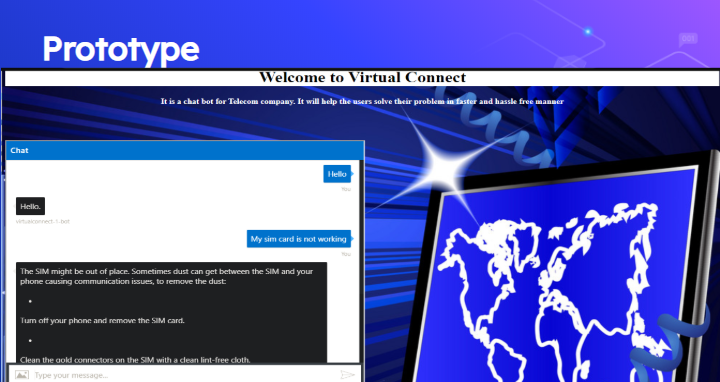 Prototype
Welcome to Virtual Connect
It is a chat bot for Telecom company. It will help the users solve their problem in faster and hassle free manner
Chat
Hello
You
Hello.
virtualconnect-1-bot
My sim card is not working
You
The SIM might be out of place. Sometimes dust can get between the SIM and your
phone causing communication issues, to remove the dust:
•
Turn off your phone and remove the SIM card.
•
Clean the gold connectors on the SIM with a clean lint-free cloth.
Type your message...